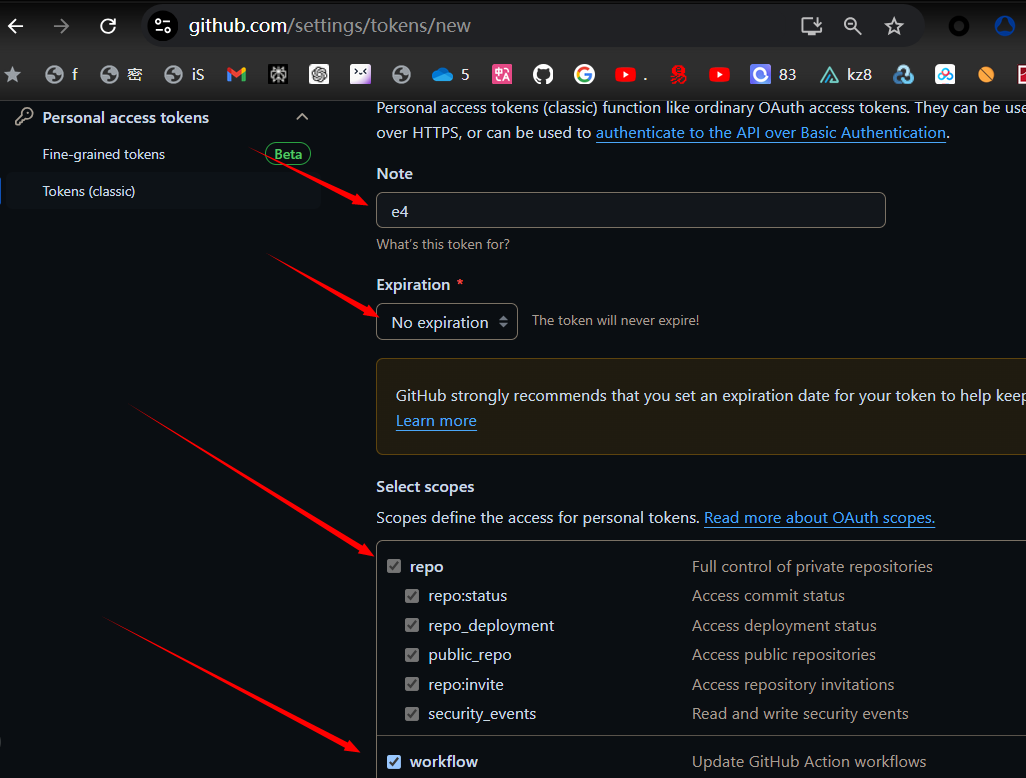 github.com/settings/tokens/new
f
密
iS
5
83
kz8
Personal access tokens
Fine-grained tokens
Beta
Tokens (classic)
Personal access tokens (classic) function like ordinary OAuth access tokens. They can be use
over HTTPS, or can be used to authenticate to the API over Basic Authentication.
Note
e4
What's this token for?
Expiration *
No expiration
The token will never expire!
GitHub strongly recommends that you set an expiration date for your token to help keep
Learn more
Select scopes
Scopes define the access for personal tokens. Read more about OAuth scopes.
repo Full control of private repositories
repo:status Access commit status
repo_deployment Access deployment status
public_repo Access public repositories
repo:invite Access repository invitations
security_events Read and write security events
workflow Update GitHub Action workflows